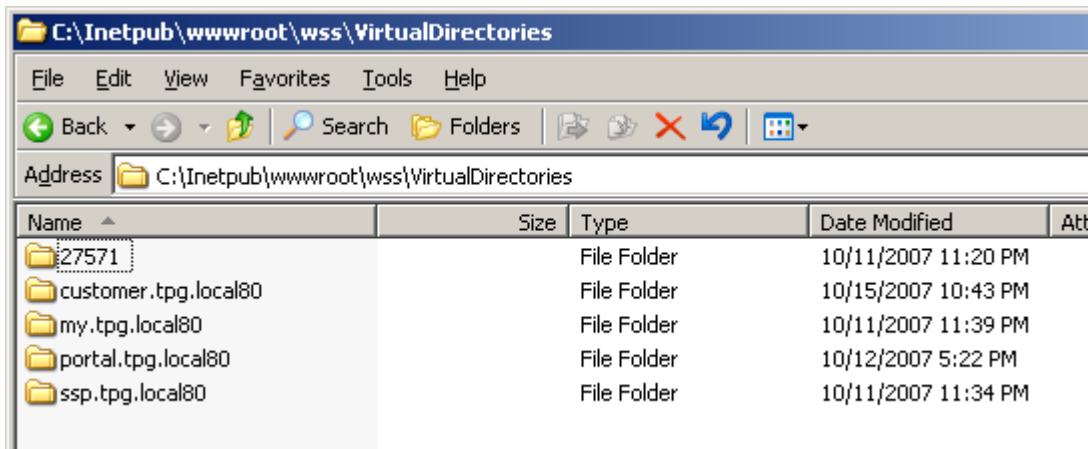 C:\Inetpub\wwwroot\wss\VirtualDirectories
File Edit View Favorites Tools Help
Back Search Folders
Address C:\Inetpub\wwwroot\wss\VirtualDirectories
Name Size Type Date Modified Att
27571 File Folder 10/11/2007 11:20 PM
customer.tpg.local80 File Folder 10/15/2007 10:43 PM
my.tpg.local80 File Folder 10/11/2007 11:39 PM
portal.tpg.local80 File Folder 10/12/2007 5:22 PM
ssp.tpg.local80 File Folder 10/11/2007 11:34 PM